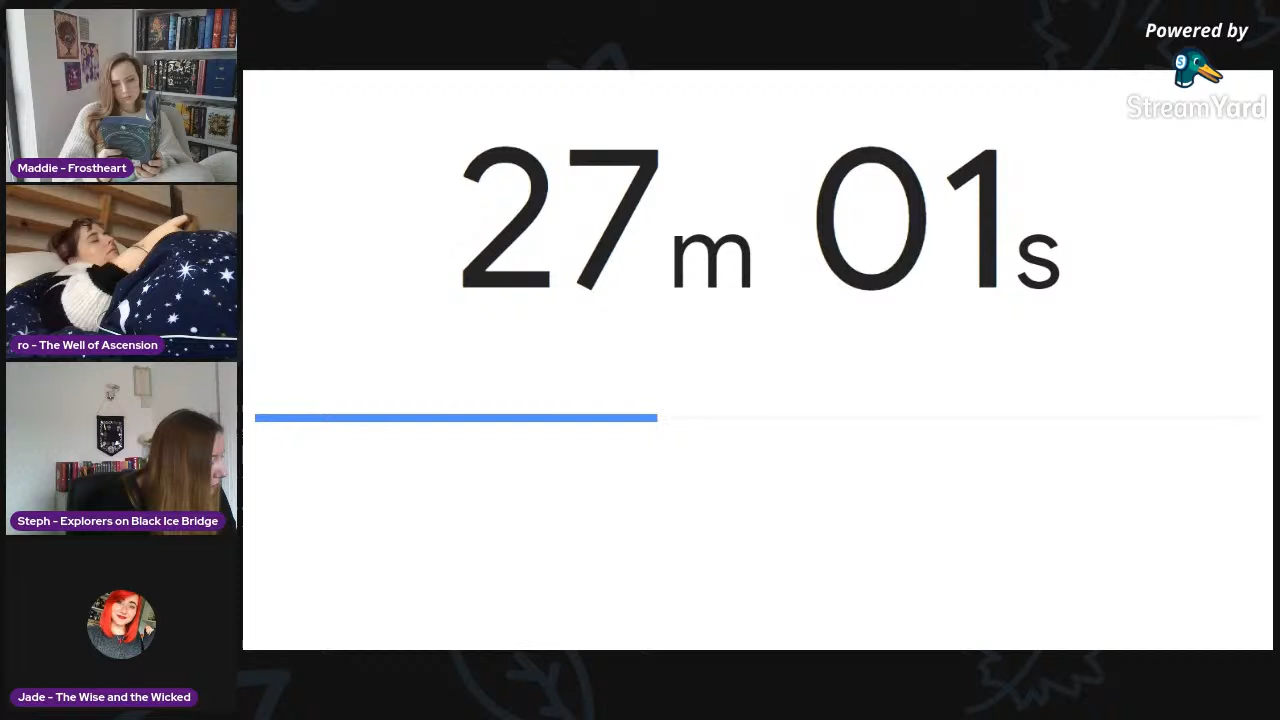 Powered by
StreamYard
27m 01s
Maddie - Frostheart
ro - The Well of Ascension
Steph - Explorers on Black Ice Bridge
Jade - The Wise and the Wicked